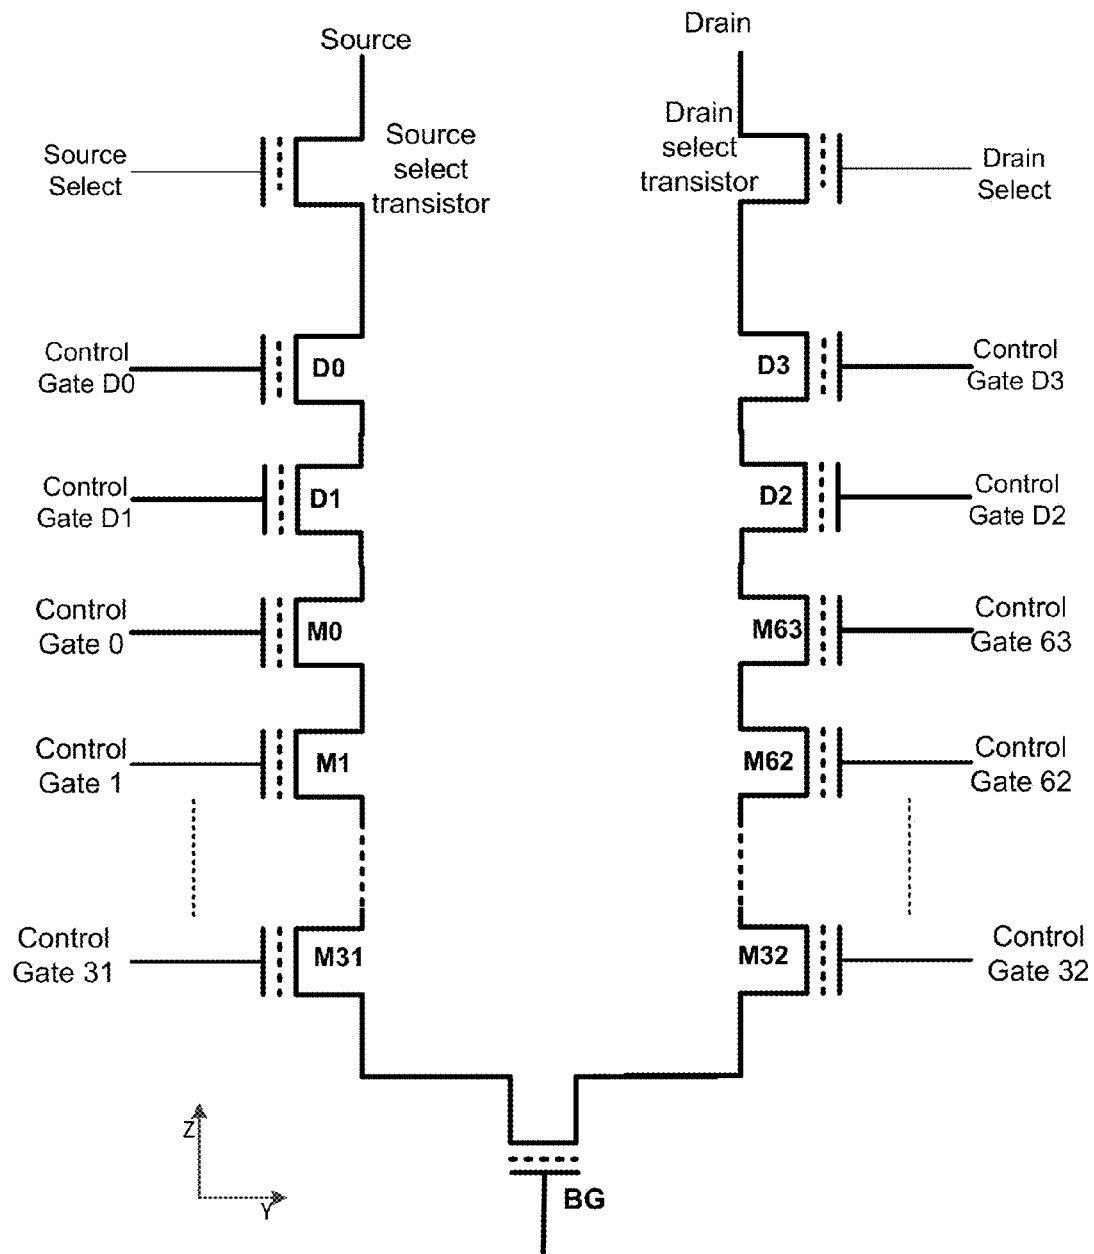 Source
Drain
Source
Select
Source
select
transistor
Drain
select
transistor
Drain
Select
Control
Gate D0
D0
D3
Control
Gate D3
Control
Gate D1
D1
D2
Control
Gate D2
Control
Gate 0
M0
M63
Control
Gate 63
Control
Gate 1
M1
M62
Control
Gate 62
Control
Gate 31
M31
M32
Control
Gate 32
Z
Y
BG